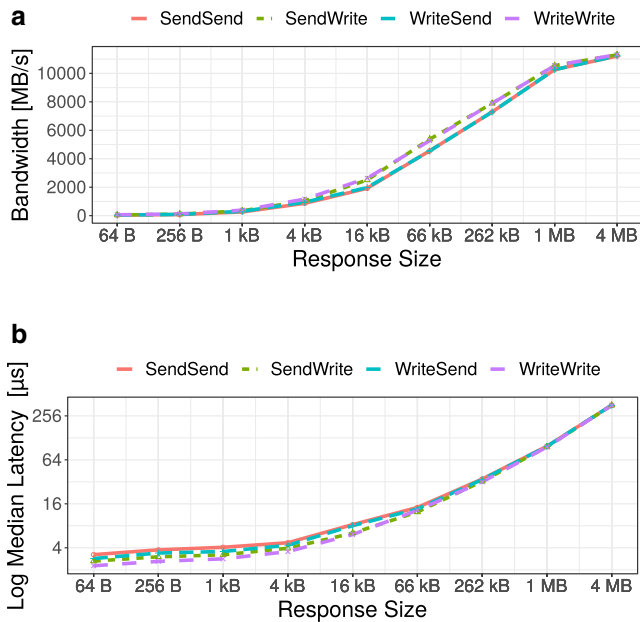 a
SendSend SendWrite WriteSend WriteWrite
Bandwidth [MB/s]
10000
8000
6000
4000
2000
0
64 B 256 B 1 kB 4 kB 16 kB 66 kB 262 kB 1 MB 4 MB
Response Size
b
SendSend SendWrite WriteSend WriteWrite
Log Median Latency [µs]
256
64
16
4
64 B 256 B 1 kB 4 kB 16 kB 66 kB 262 kB 1 MB 4 MB
Response Size